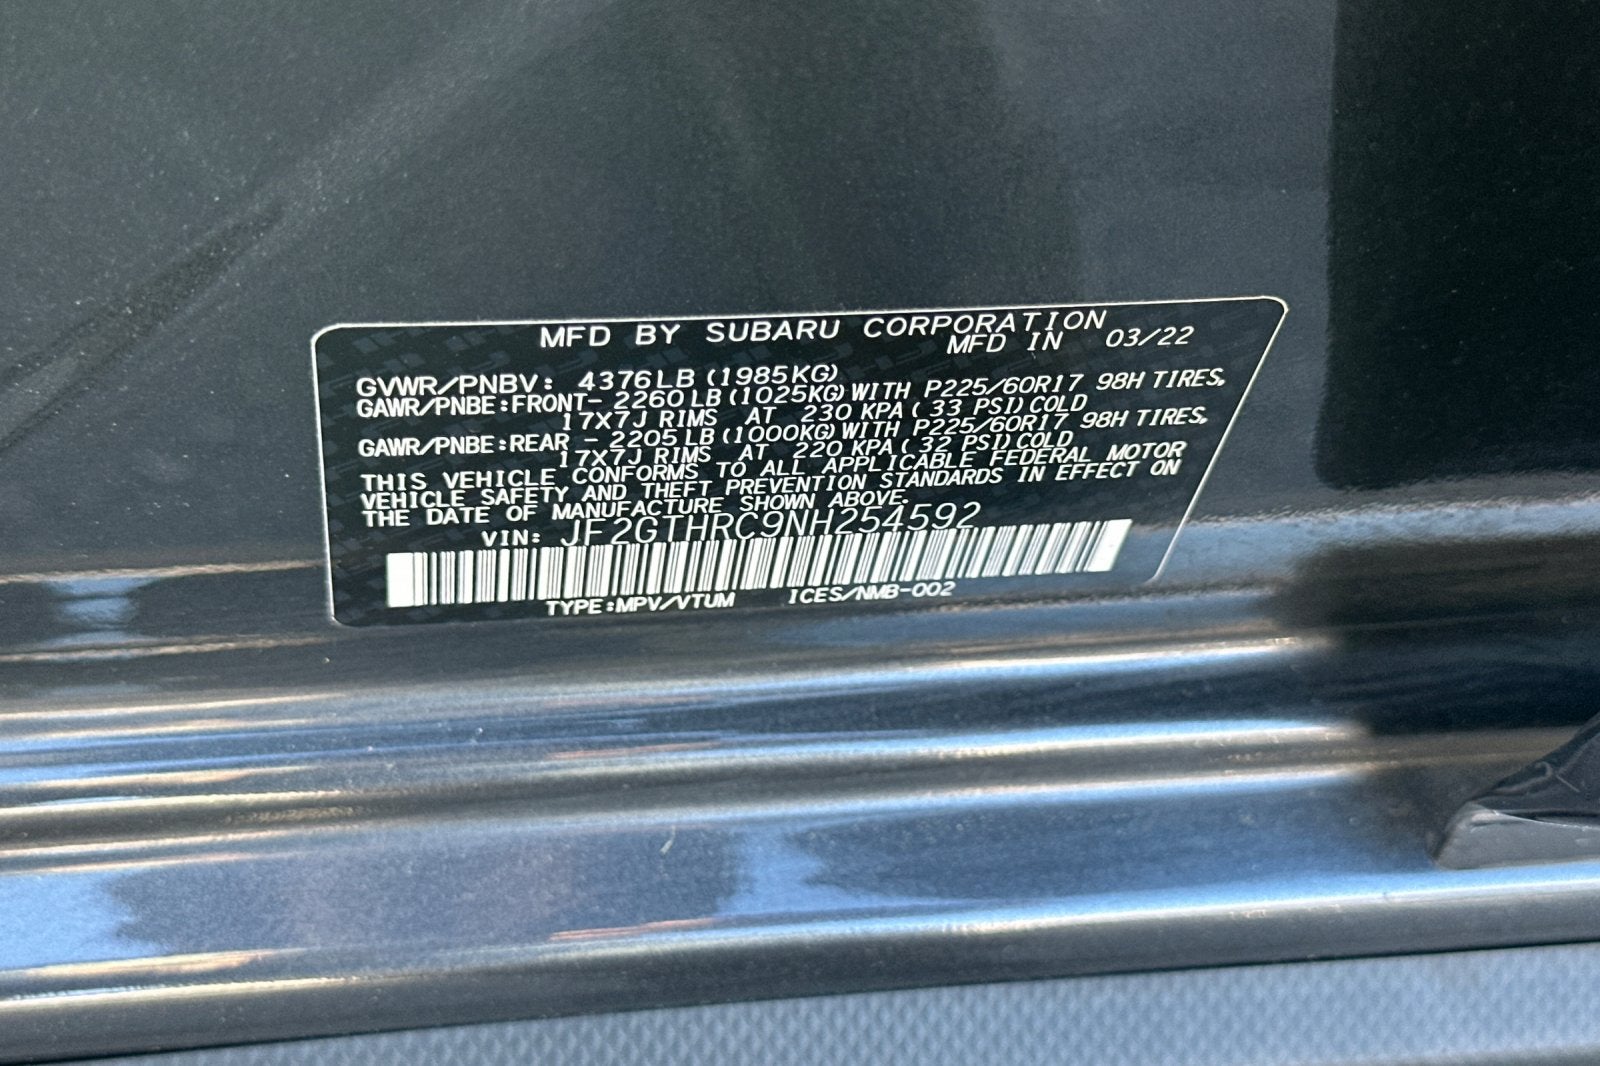 MFD BY SUBARU CORPORATION
MFD IN 03/22
GVWR/PNBV: 4376LB (1985KG)
GAWR/PNBE:FRONT- 2260LB (1025KG) WITH P225/60R17 98H TIRES,
17X7J RIMS AT 230 KPA ( 33 PSI) COLD
GAWR/PNBE:REAR - 2205LB (1000KG) WITH P225/60R17 98H TIRES,
17X7J RIMS AT 220 KPA ( 32 PSI) COLD
THIS VEHICLE CONFORMS TO ALL APPLICABLE FEDERAL MOTOR
VEHICLE SAFETY AND THEFT PREVENTION STANDARDS IN EFFECT ON
THE DATE OF MANUFACTURE SHOWN ABOVE.
VIN: JF2GTHRC9NH254592
TYPE:MPV/VTUM ICES/NMB-002